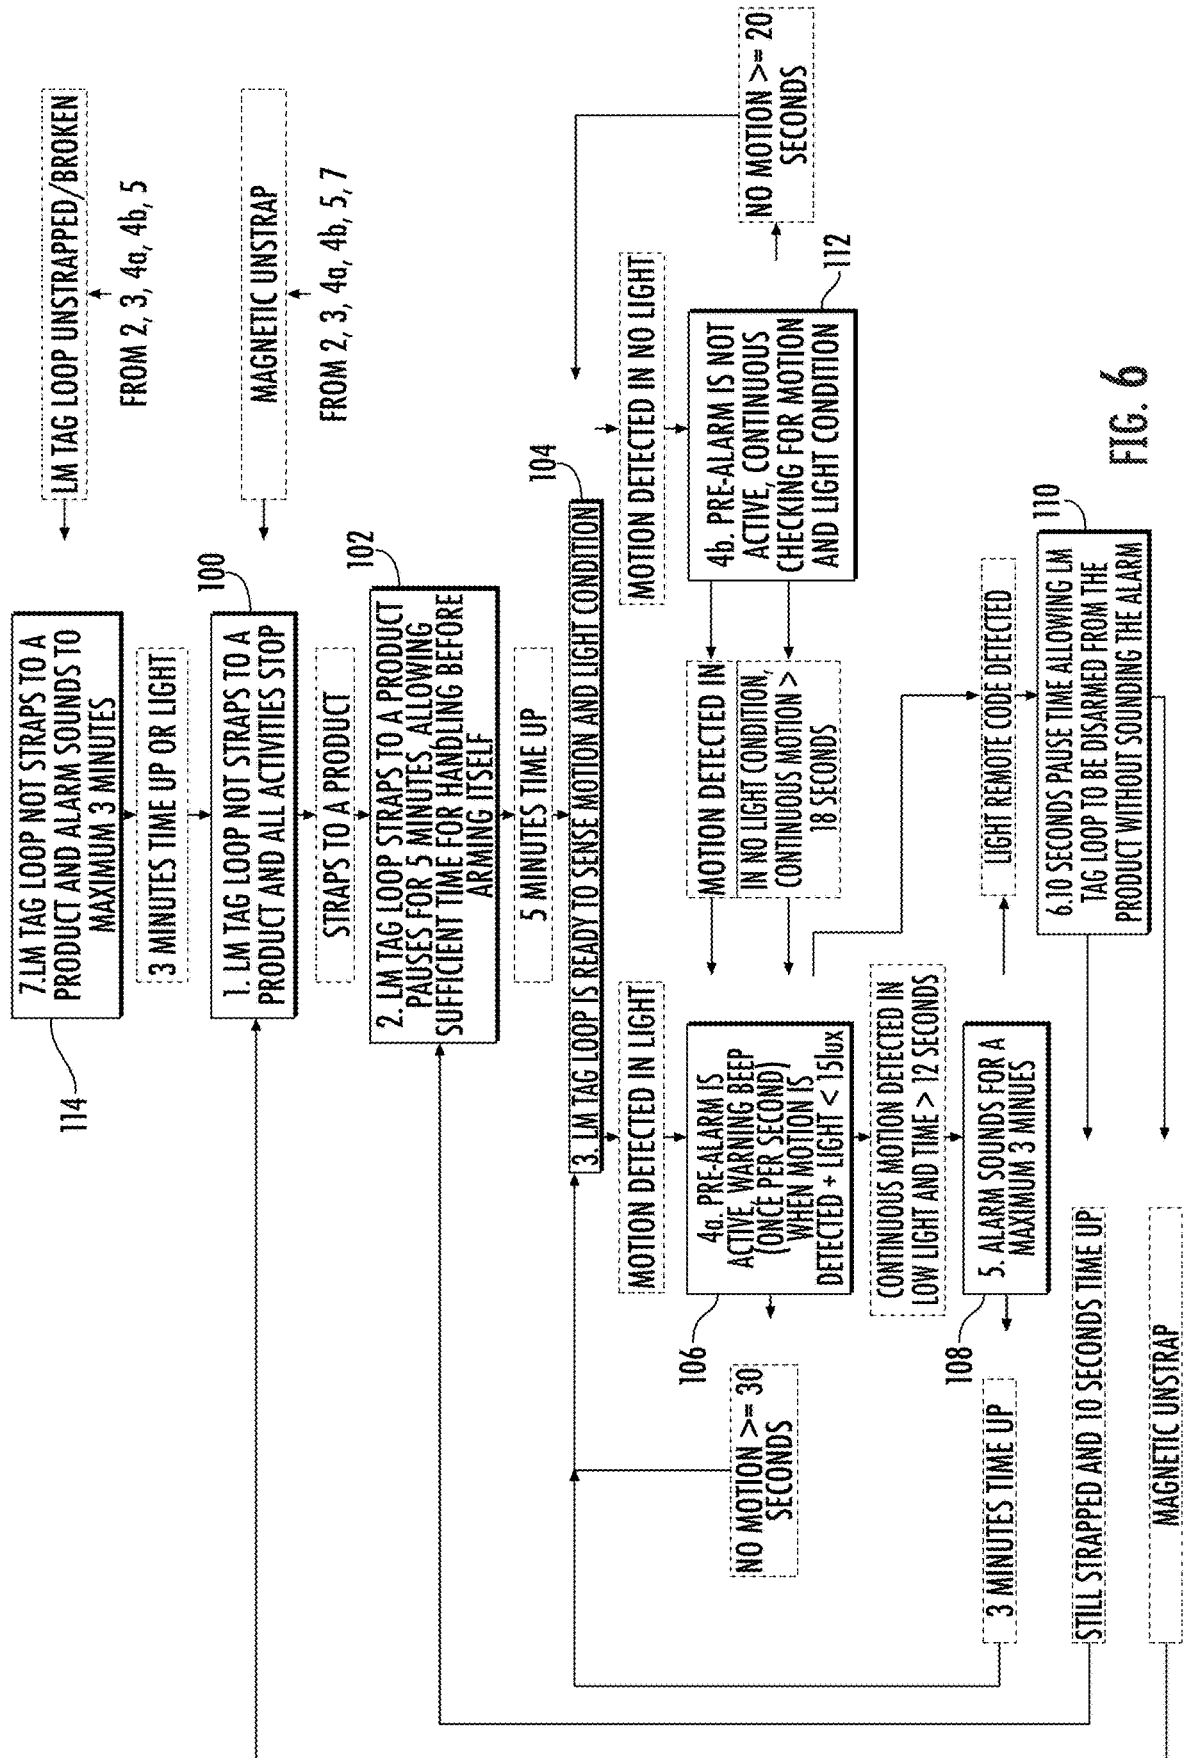 7.LM TAG LOOP NOT STRAPS TO A
PRODUCT AND ALARM SOUNDS TO
MAXIMUM 3 MINUTES
114
LM TAG LOOP UNSTRAPPED/BROKEN
FROM 2, 3, 4a, 4b, 5
3 MINUTES TIME UP OR LIGHT
100
1. LM TAG LOOP NOT STRAPS TO A
PRODUCT AND ALL ACTIVITIES STOP
MAGNETIC UNSTRAP
FROM 2, 3, 4a, 4b, 5, 7
STRAPS TO A PRODUCT
102
2. LM TAG LOOP STRAPS TO A PRODUCT
PAUSES FOR 5 MINUTES, ALLOWING
SUFFICIENT TIME FOR HANDLING BEFORE
ARMING ITSELF
5 MINUTES TIME UP
104
3. LM TAG LOOP IS READY TO SENSE MOTION AND LIGHT CONDITION
MOTION DETECTED IN LIGHT
MOTION DETECTED IN NO LIGHT
106
4a. PRE-ALARM IS
ACTIVE, WARNING BEEP
(ONCE PER SECOND)
WHEN MOTION IS
DETECTED + LIGHT < 15lux
NO MOTION >= 30
SECONDS
MOTION DETECTED IN
IN NO LIGHT CONDITION,
CONTINUOUS MOTION >
18 SECONDS
4b. PRE-ALARM IS NOT
ACTIVE, CONTINUOUS
CHECKING FOR MOTION
AND LIGHT CONDITION
112
NO MOTION >= 20
SECONDS
CONTINUOUS MOTION DETECTED IN
LOW LIGHT AND TIME > 12 SECONDS
108
5. ALARM SOUNDS FOR A
MAXIMUM 3 MINUES
3 MINUTES TIME UP
LIGHT REMOTE CODE DETECTED
110
6.10 SECONDS PAUSE TIME ALLOWING LM
TAG LOOP TO BE DISARMED FROM THE
PRODUCT WITHOUT SOUNDING THE ALARM
STILL STRAPPED AND 10 SECONDS TIME UP
MAGNETIC UNSTRAP
FIG. 6